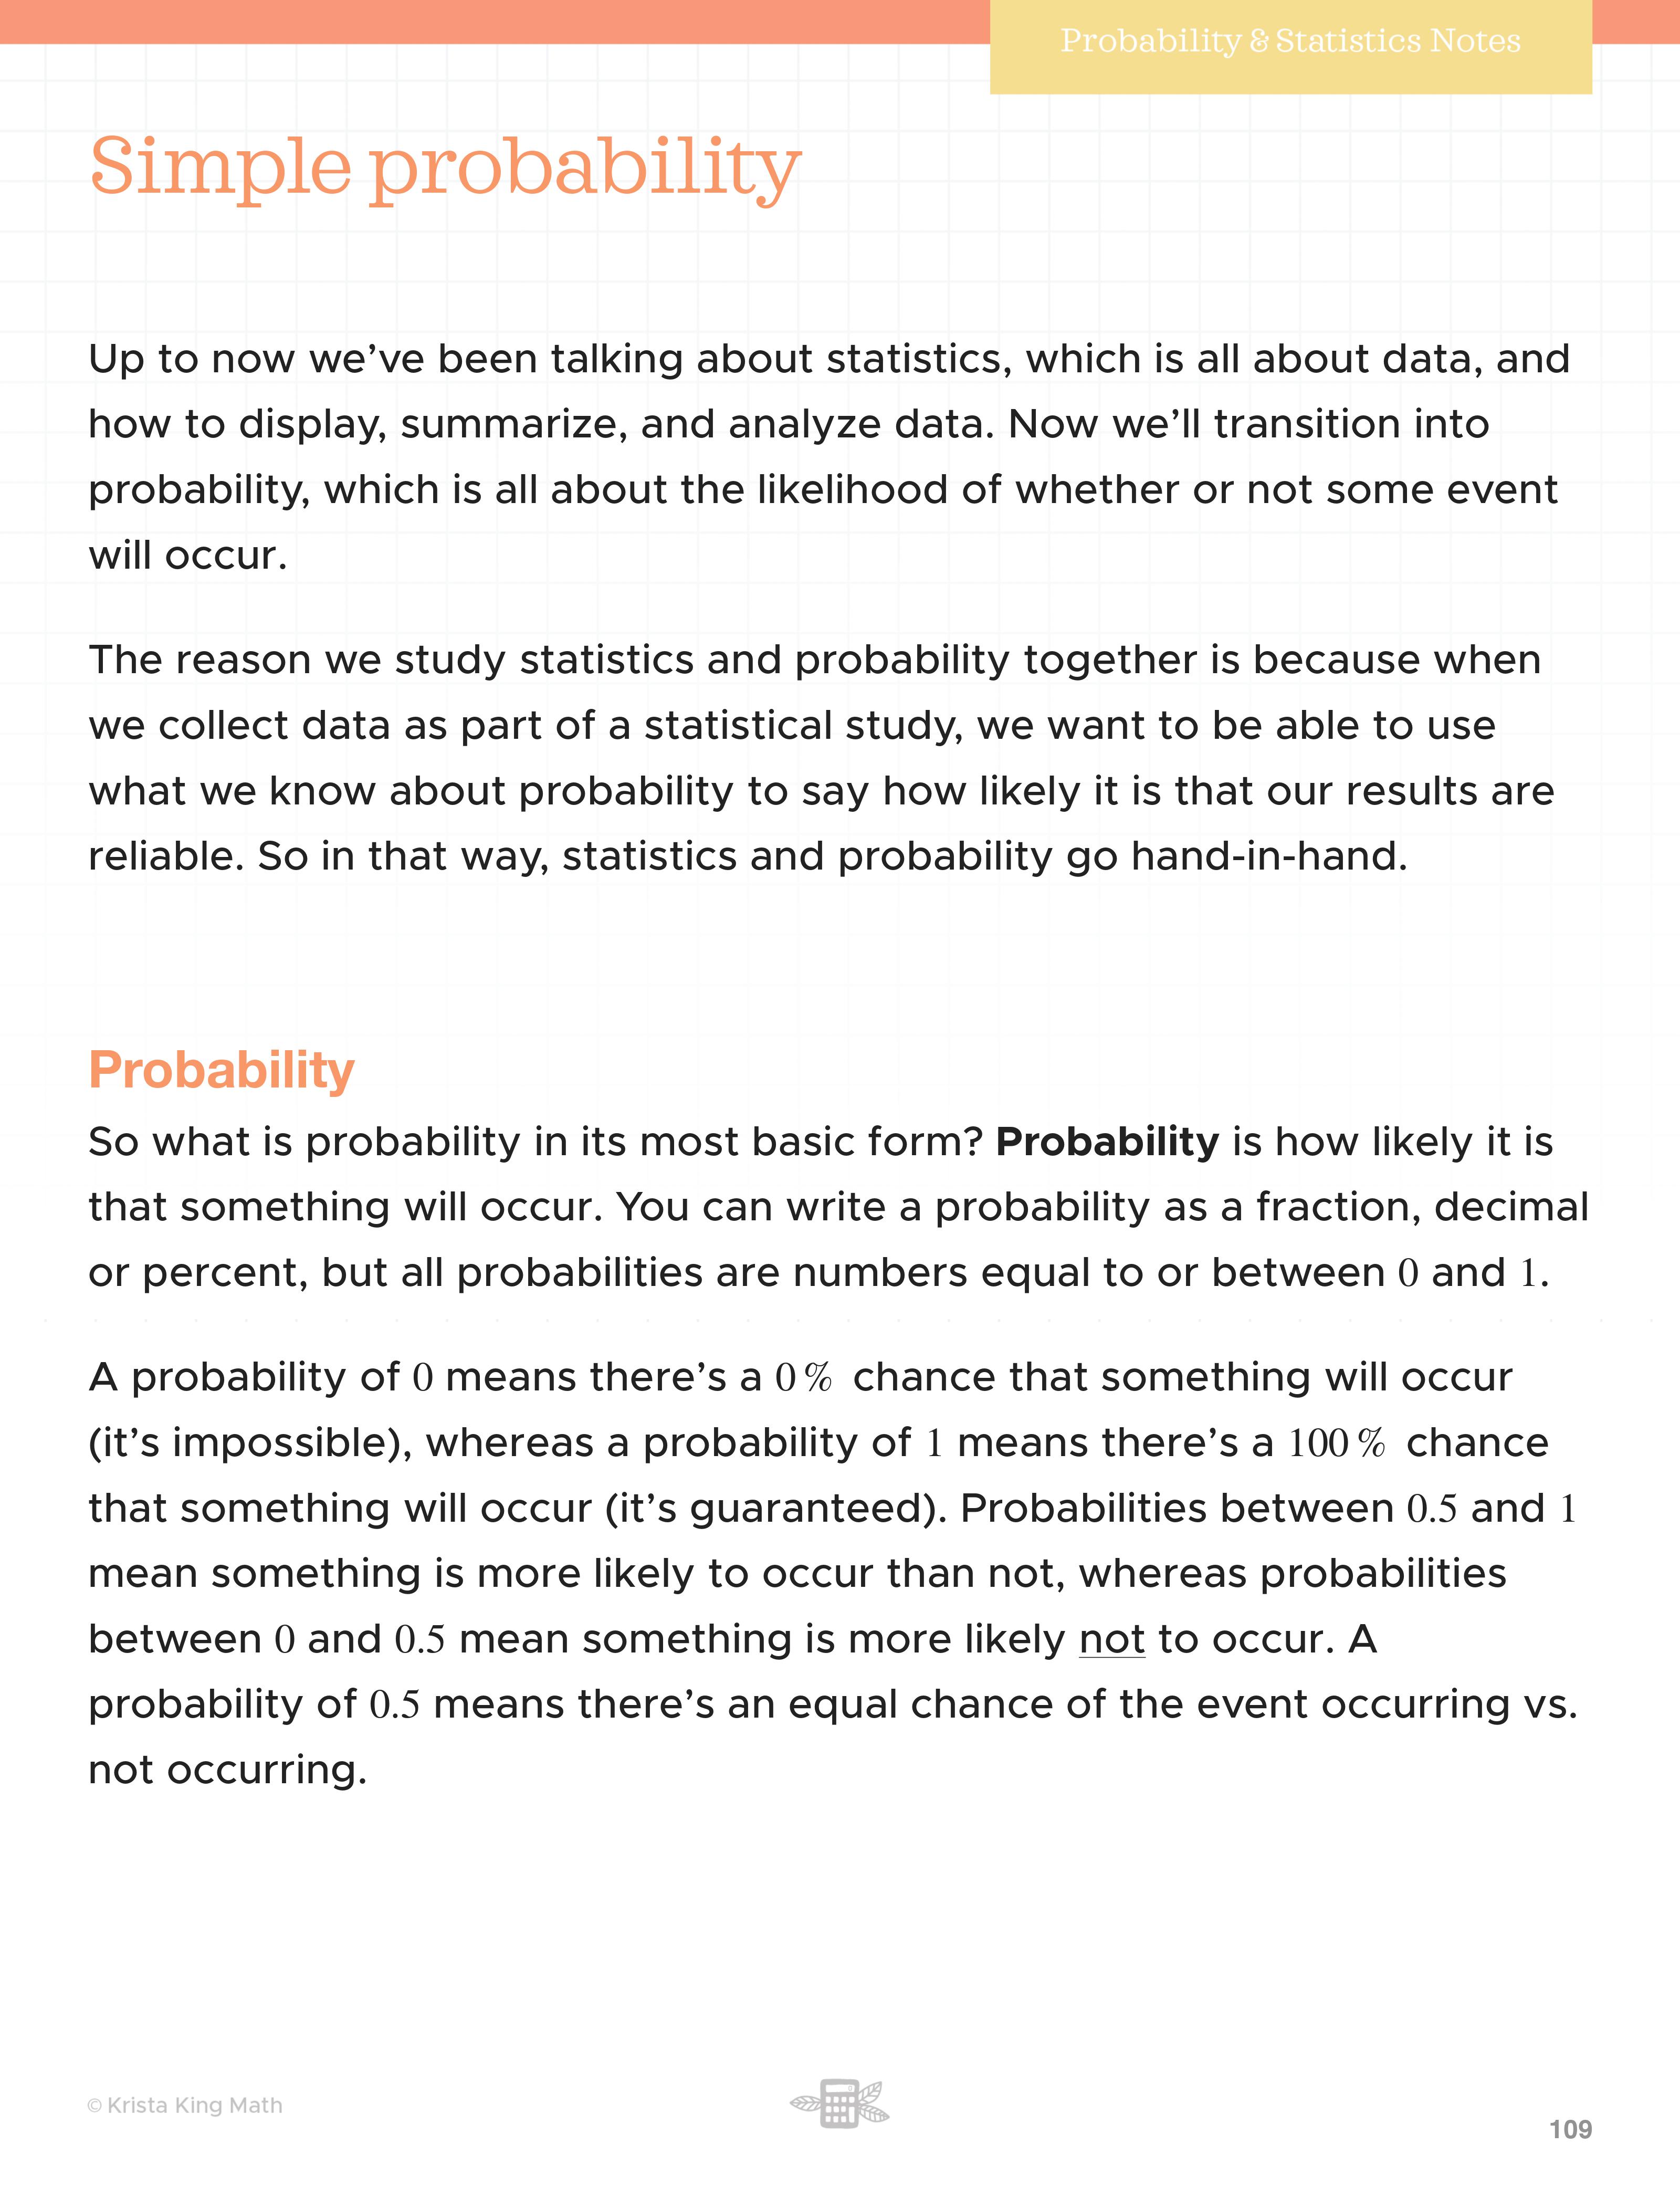 Probability & Statistics Notes
Simple probability
Up to now we’ve been talking about statistics, which is all about data, and
how to display, summarize, and analyze data. Now we’ll transition into
probability, which is all about the likelihood of whether or not some event
will occur.
The reason we study statistics and probability together is because when
we collect data as part of a statistical study, we want to be able to use
what we know about probability to say how likely it is that our results are
reliable. So in that way, statistics and probability go hand-in-hand.
Probability
So what is probability in its most basic form? Probability is how likely it is
that something will occur. You can write a probability as a fraction, decimal
or percent, but all probabilities are numbers equal to or between 0 and 1.
A probability of 0 means there’s a 0 % chance that something will occur
(it’s impossible), whereas a probability of 1 means there’s a 100 % chance
that something will occur (it’s guaranteed). Probabilities between 0.5 and 1
mean something is more likely to occur than not, whereas probabilities
between 0 and 0.5 mean something is more likely not to occur. A
probability of 0.5 means there’s an equal chance of the event occurring vs.
not occurring.
© Krista King Math
109